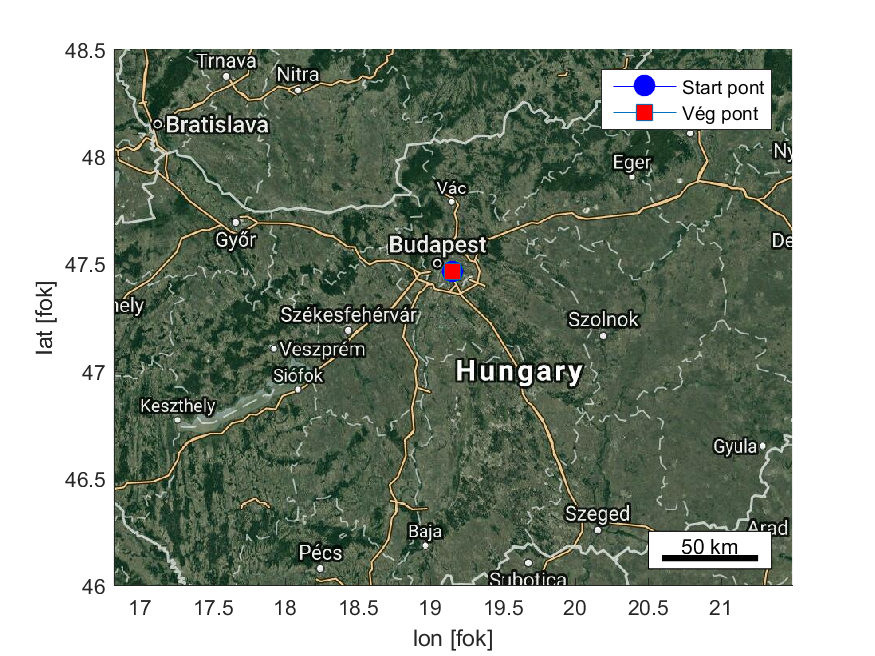 48.5
48
47.5
47
46.5
46
lat [fok]
17
17.5
18
18.5
19
19.5
20
20.5
21
lon [fok]
Start pont
Vég pont
Trnava
Nitra
Bratislava
Ny
Eger
Vác
Győr
Budapest
De
ely
Székesfehérvár
Szolnok
Veszprém
Siófok
Hungary
Keszthely
Gyula
Szeged
Baja
Arad
Pécs
Subotica
50 km